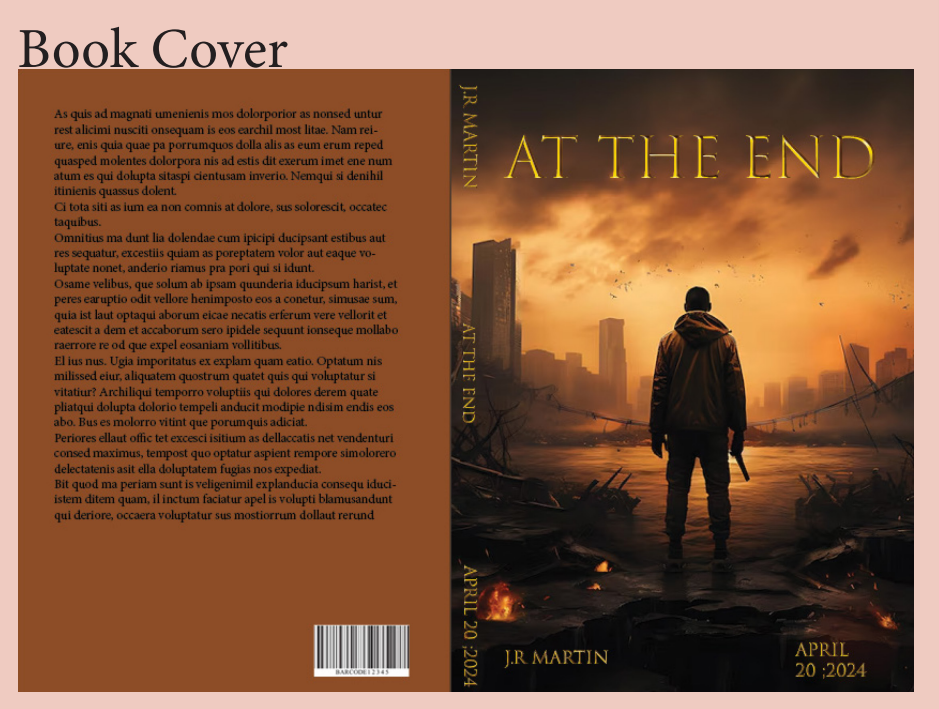 Book Cover
As quis ad magnati umenienis mos dolorporior as nonsed untur
rest alicimi nusciti onsequam is eos earchil most litae. Nam rei-
ure, enis quia quae pa porrumquos dolla alis as eum erum reped
quasped molentes dolorpora nis ad estis dit exerum imet ene num
atum es qui dolupta sitaspi cientusam inverio. Nemqui si denihil
itinienis quassus dolent.
Ci tota siti as ium ea non comnis at dolore, sus solorescit, occatec
taquibus.
Omnitius ma dunt lia dolendae cum ipicipi ducipsant estibus aut
res sequatur, excestiis quiam as poreptatem volor aut eaque vo-
luptate nonet, anderio riamus pra pori qui si idunt.
Osame velibus, que solum ab ipsam quunderia iducipsum harist, et
peres earuptio odit vellore henimposto eos a conetur, simusae sum,
quia ist laut optaqui aborum eicae necatis erferum vere vellorit et
eatescit a dem et accaborum sero ipidele sequunt ionseque mollabo
raerrore re od que expel eosaniam vollitibus.
El ius nus. Ugia imporitatus ex explam quam eatio. Optatum nis
milissed eiur, aliquatem quostrum quatet quis qui voluptatur si
vitatiur? Archiliqui temporro voluptiis qui dolores derem quate
pliatqui dolupta dolorio tempeli anducit modipie ndisim endis eos
abo. Bus es molorro vitint que porumquis adiciat.
Periores ellaut offic tet excesci isitium as dellaccatis net vendenturi
consed maximus, tempost quo optatur aspient rempore simolorero
delectatenis asit ella doluptatem fugias nos expediat.
Bit quod ma periam sunt is veligenimil explanducia consequ iduci-
istem ditem quam, il inctum faciatur apel is volupti blamusandunt
qui deriore, occaera voluptatur sus mostiorrum dollaut rerund
BARCODE12345
J.R MARTIN
AT THE END
APRIL 20 ;2024
AT THE END
J.R MARTIN
APRIL
20 ;2024